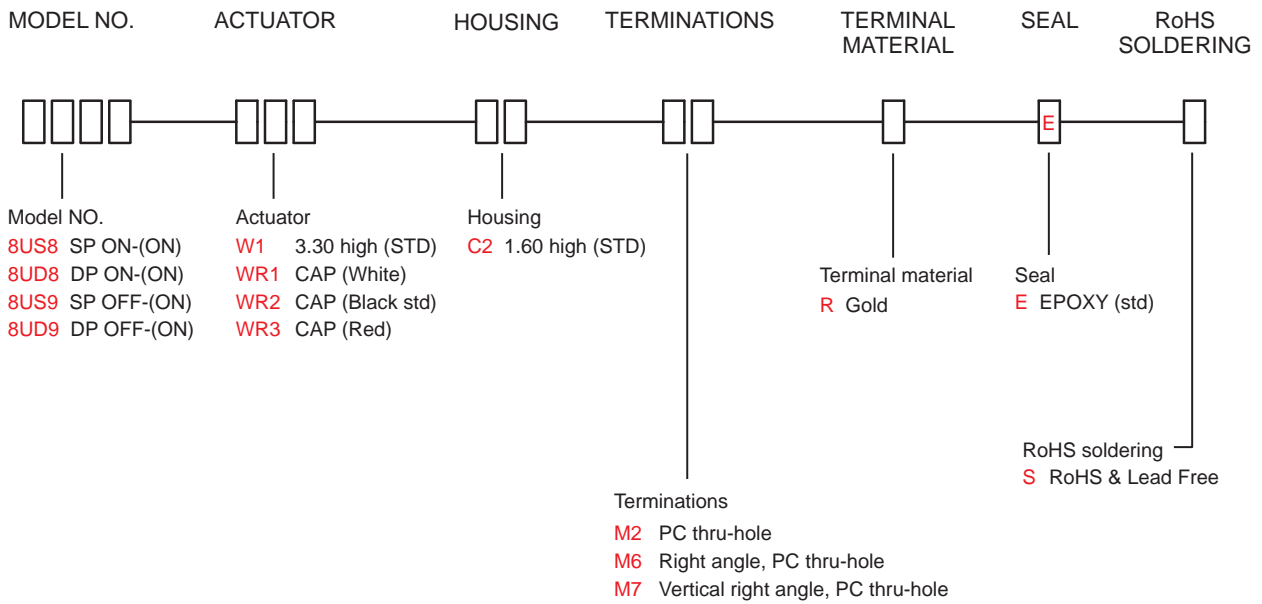 MODEL NO.
ACTUATOR
HOUSING
TERMINATIONS
TERMINAL
MATERIAL
SEAL
RoHS
SOLDERING
E
Model NO.
8US8 SP ON-(ON)
8UD8 DP ON-(ON)
8US9 SP OFF-(ON)
8UD9 DP OFF-(ON)
Actuator
W1 3.30 high (STD)
WR1 CAP (White)
WR2 CAP (Black std)
WR3 CAP (Red)
Housing
C2 1.60 high (STD)
Terminations
M2 PC thru-hole
M6 Right angle, PC thru-hole
M7 Vertical right angle, PC thru-hole
Terminal material
R Gold
Seal
E EPOXY (std)
RoHS soldering
S RoHS & Lead Free